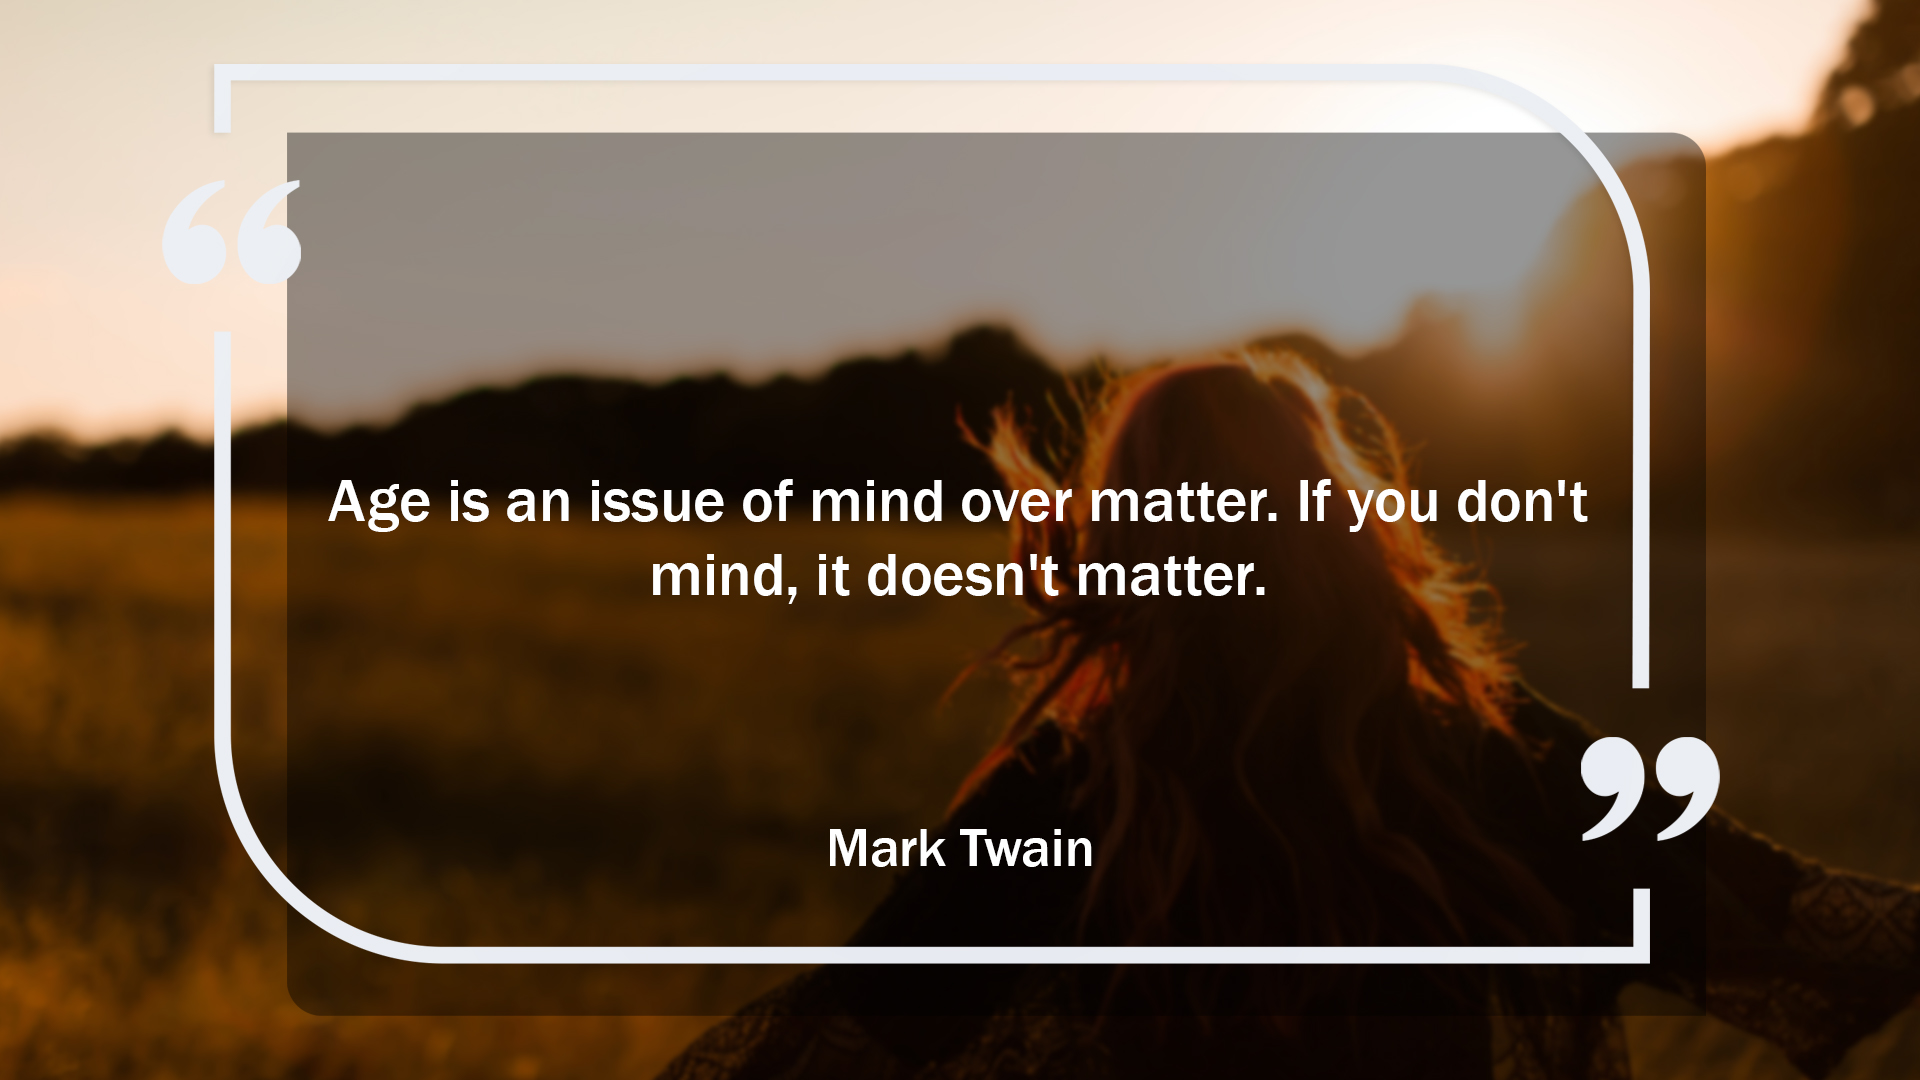 Age is an issue of mind over matter. If you don't
mind, it doesn't matter.
Mark Twain